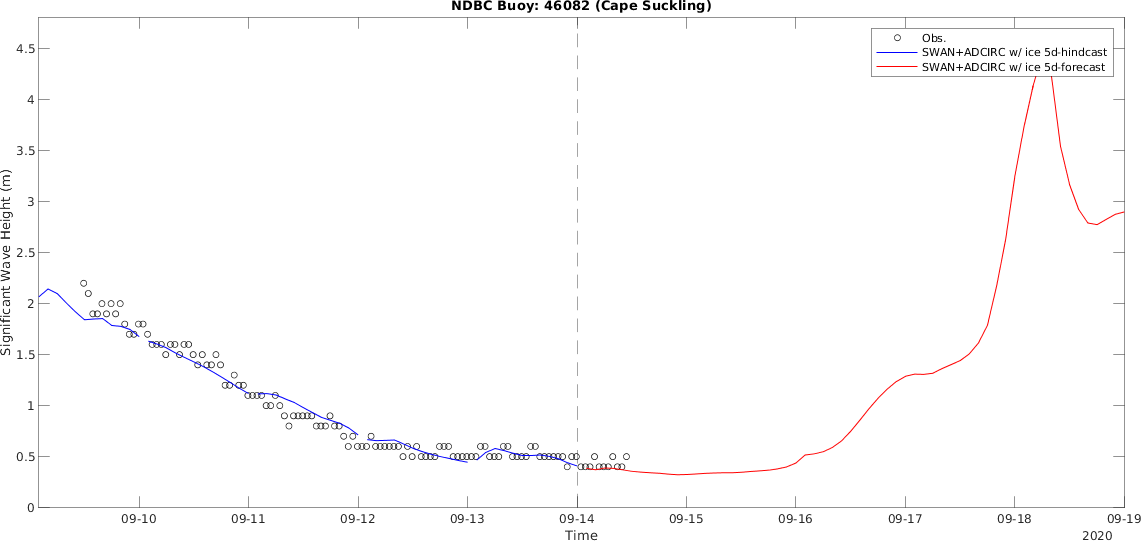 NDBC Buoy: 46082 (Cape Suckling)
Obs.
SWAN+ADCIRC w/ ice 5d-hindcast
SWAN+ADCIRC w/ ice 5d-forecast
Significant Wave Height (m)
4.5
4
3.5
3
2.5
2
1.5
1
0.5
0
09-10 09-11 09-12 09-13 09-14 09-15 09-16 09-17 09-18 09-19
Time
2020